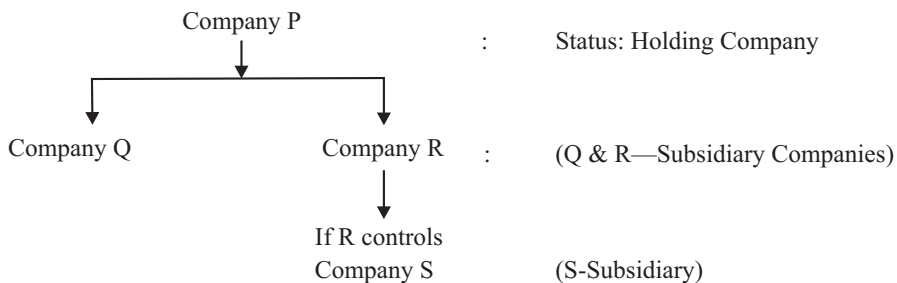 Company P : Status: Holding Company
Company Q Company R : (Q & R—Subsidiary Companies)
If R controls
Company S (S-Subsidiary)